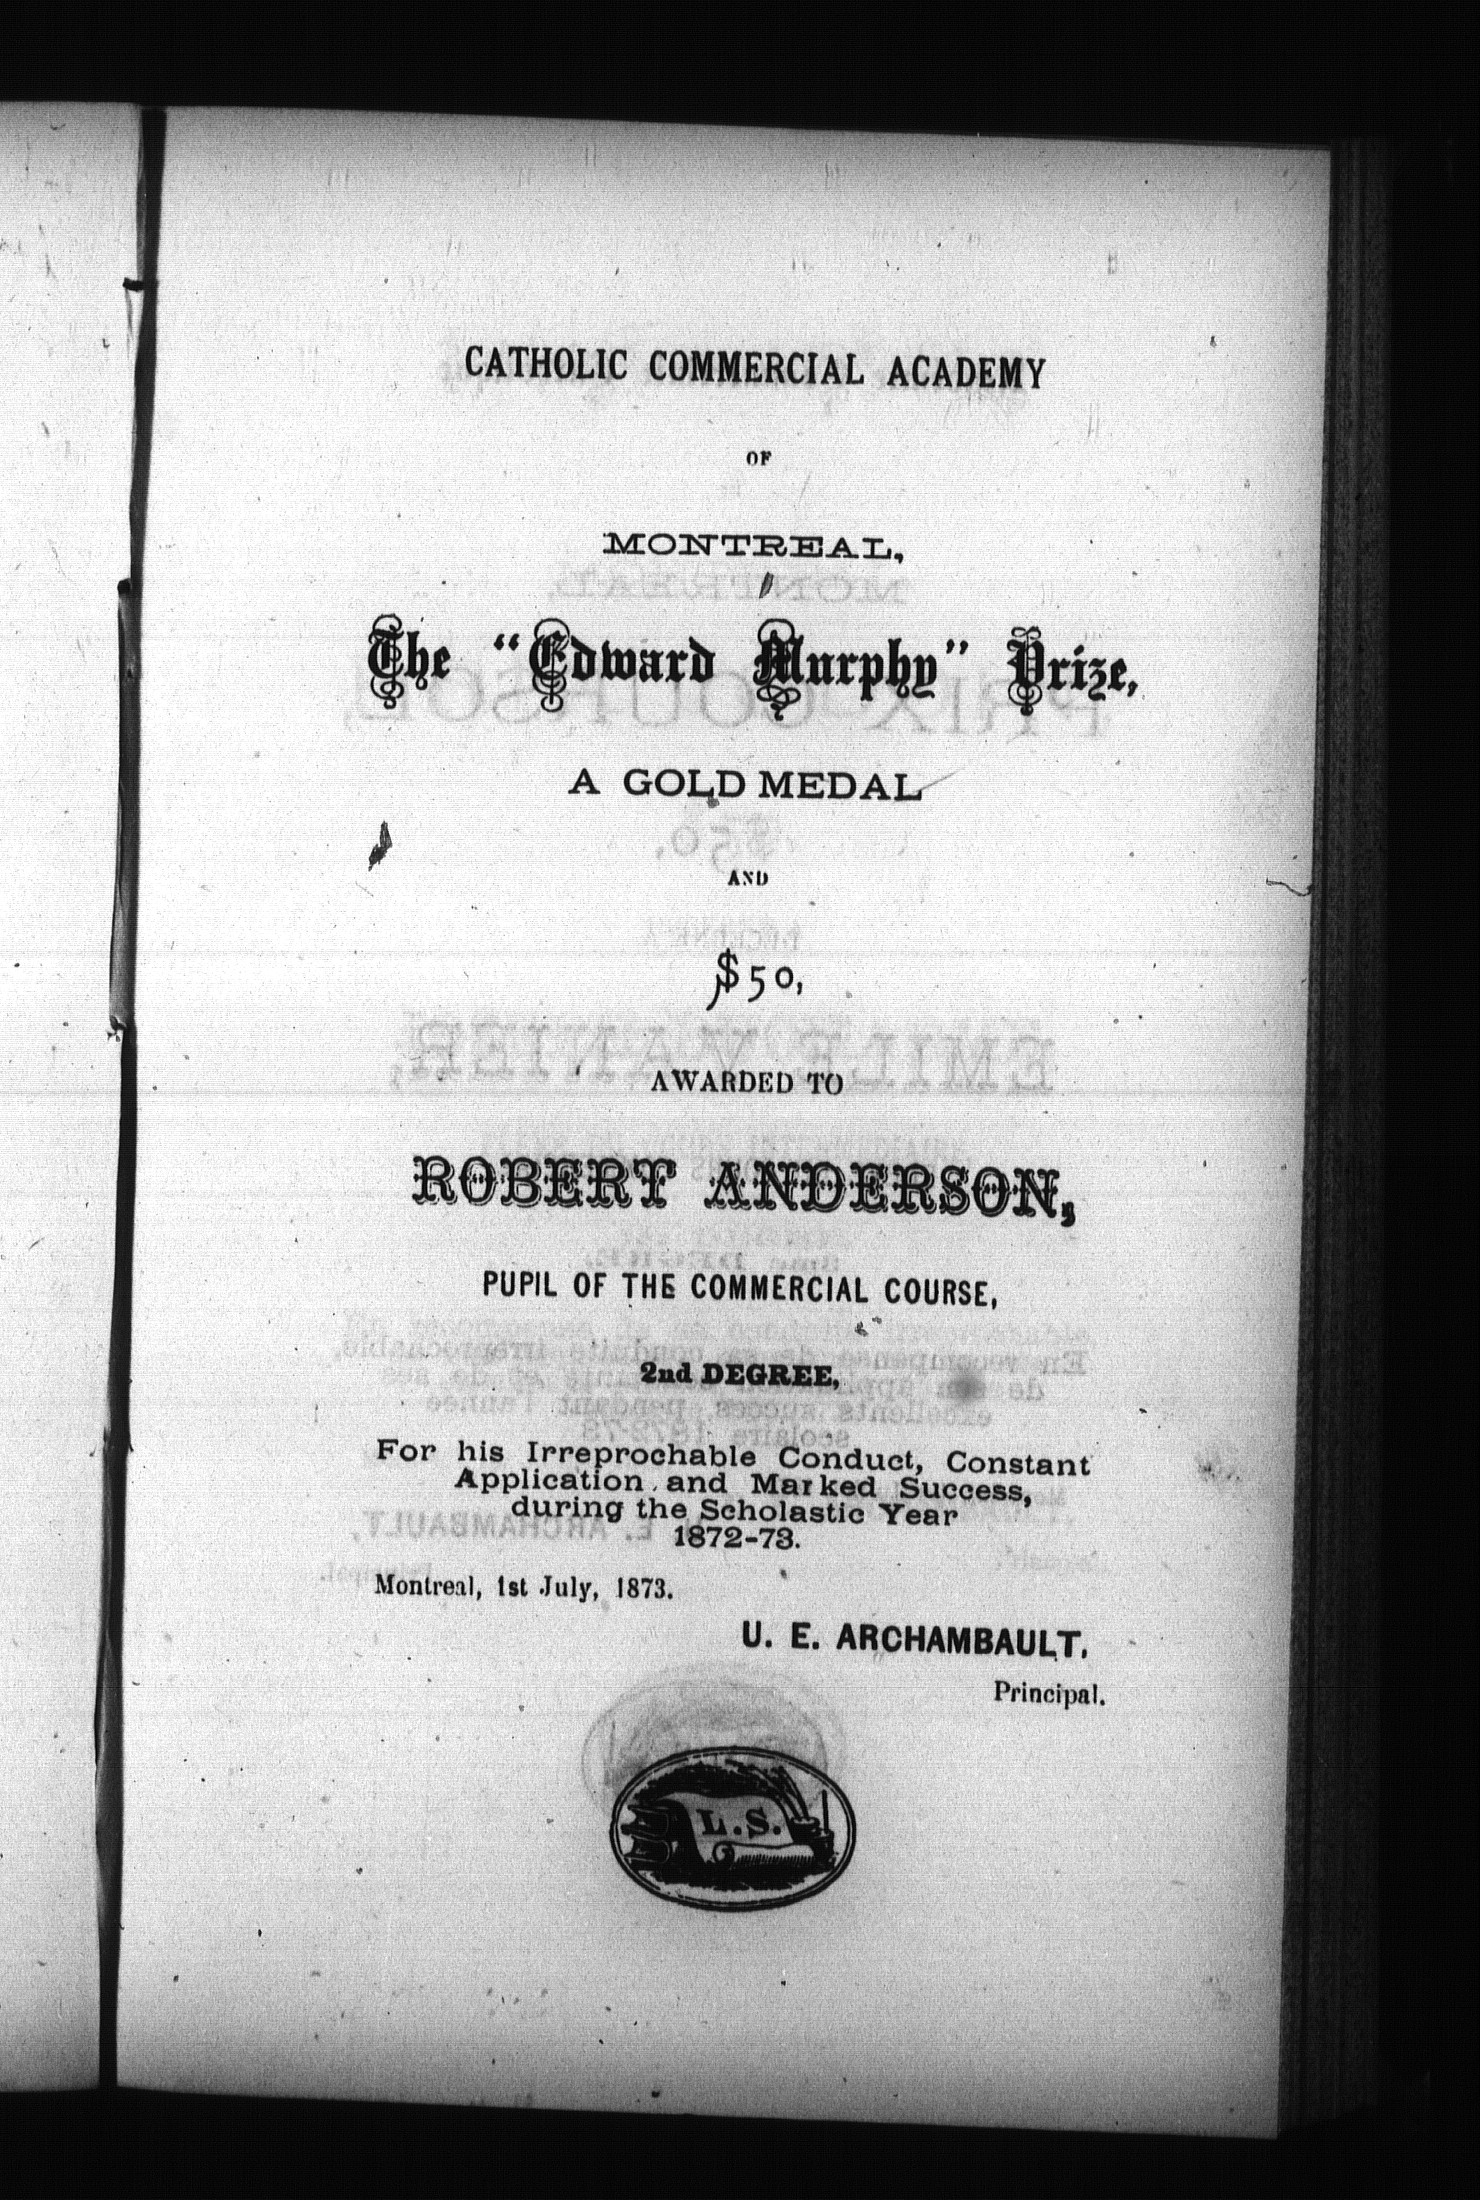 CATHOLIC COMMERCIAL ACADEMY
OF
MONTREAL,
The "Edward Murphy" Prize,
A GOLD MEDAL
AND
$50,
AWARDED TO
ROBERT ANDERSON,
PUPIL OF THE COMMERCIAL COURSE,
2nd DEGREE,
For his Irreprochable Conduct, Constant
Application and Marked Success,
during the Scholastic Year
1872-73.
Montreal, 1st July, 1873.
U. E. ARCHAMBAULT,
Principal.
L.S.